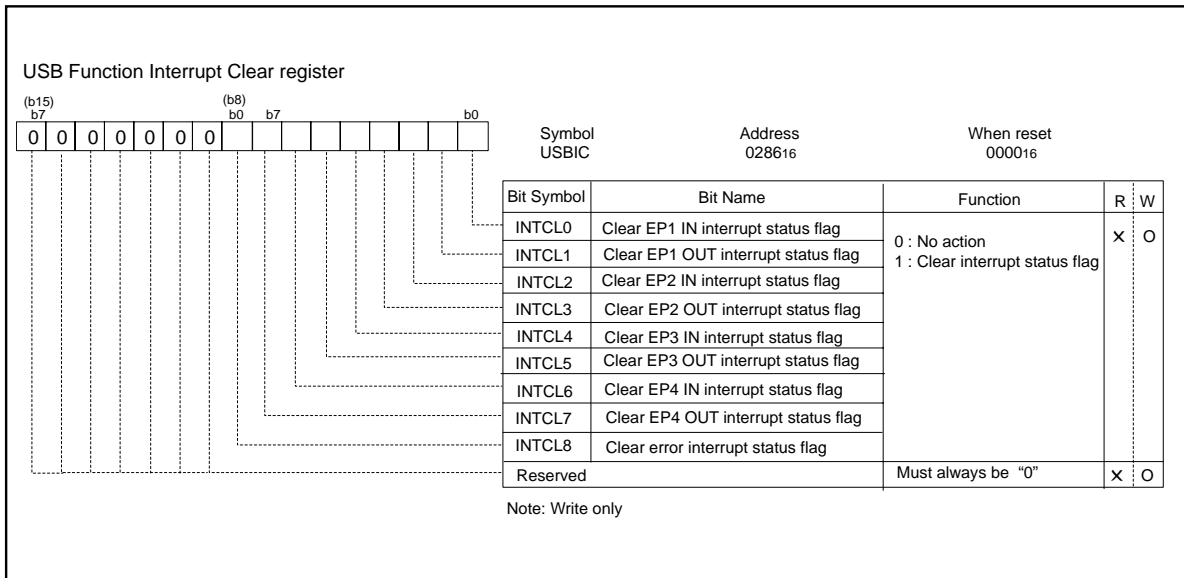 USB Function Interrupt Clear register
(b15) (b8)
b7 b0 b7 b0
0 0 0 0 0 0 0
Symbol Address When reset
USBIC 028616 000016
Bit Symbol Bit Name Function R W
INTCL0 Clear EP1 IN interrupt status flag 0 : No action X O
INTCL1 Clear EP1 OUT interrupt status flag 1 : Clear interrupt status flag
INTCL2 Clear EP2 IN interrupt status flag
INTCL3 Clear EP2 OUT interrupt status flag
INTCL4 Clear EP3 IN interrupt status flag
INTCL5 Clear EP3 OUT interrupt status flag
INTCL6 Clear EP4 IN interrupt status flag
INTCL7 Clear EP4 OUT interrupt status flag
INTCL8 Clear error interrupt status flag
Reserved Must always be “0” X O
Note: Write only